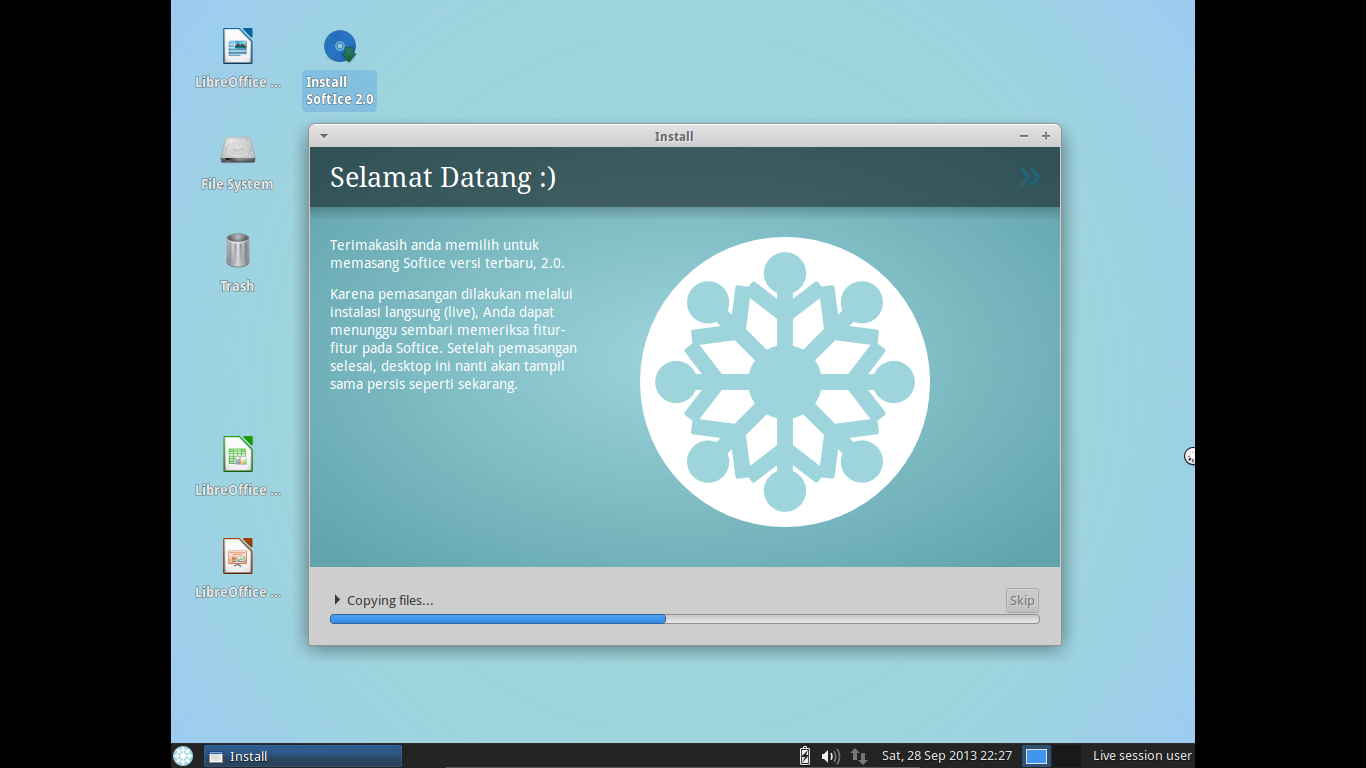 LibreOffice ...
Install
SoftIce 2.0
File System
Trash
LibreOffice ...
LibreOffice ...
Install
Selamat Datang :)
Terimakasih anda memilih untuk
memasang Softice versi terbaru, 2.0.
Karena pemasangan dilakukan melalui
instalasi langsung (live), Anda dapat
menunggu sembari memeriksa fitur-
fitur pada Softice. Setelah pemasangan
selesai, desktop ini nanti akan tampil
sama persis seperti sekarang.
Copying files...
Skip
Install
Sat, 28 Sep 2013 22:27
Live session user